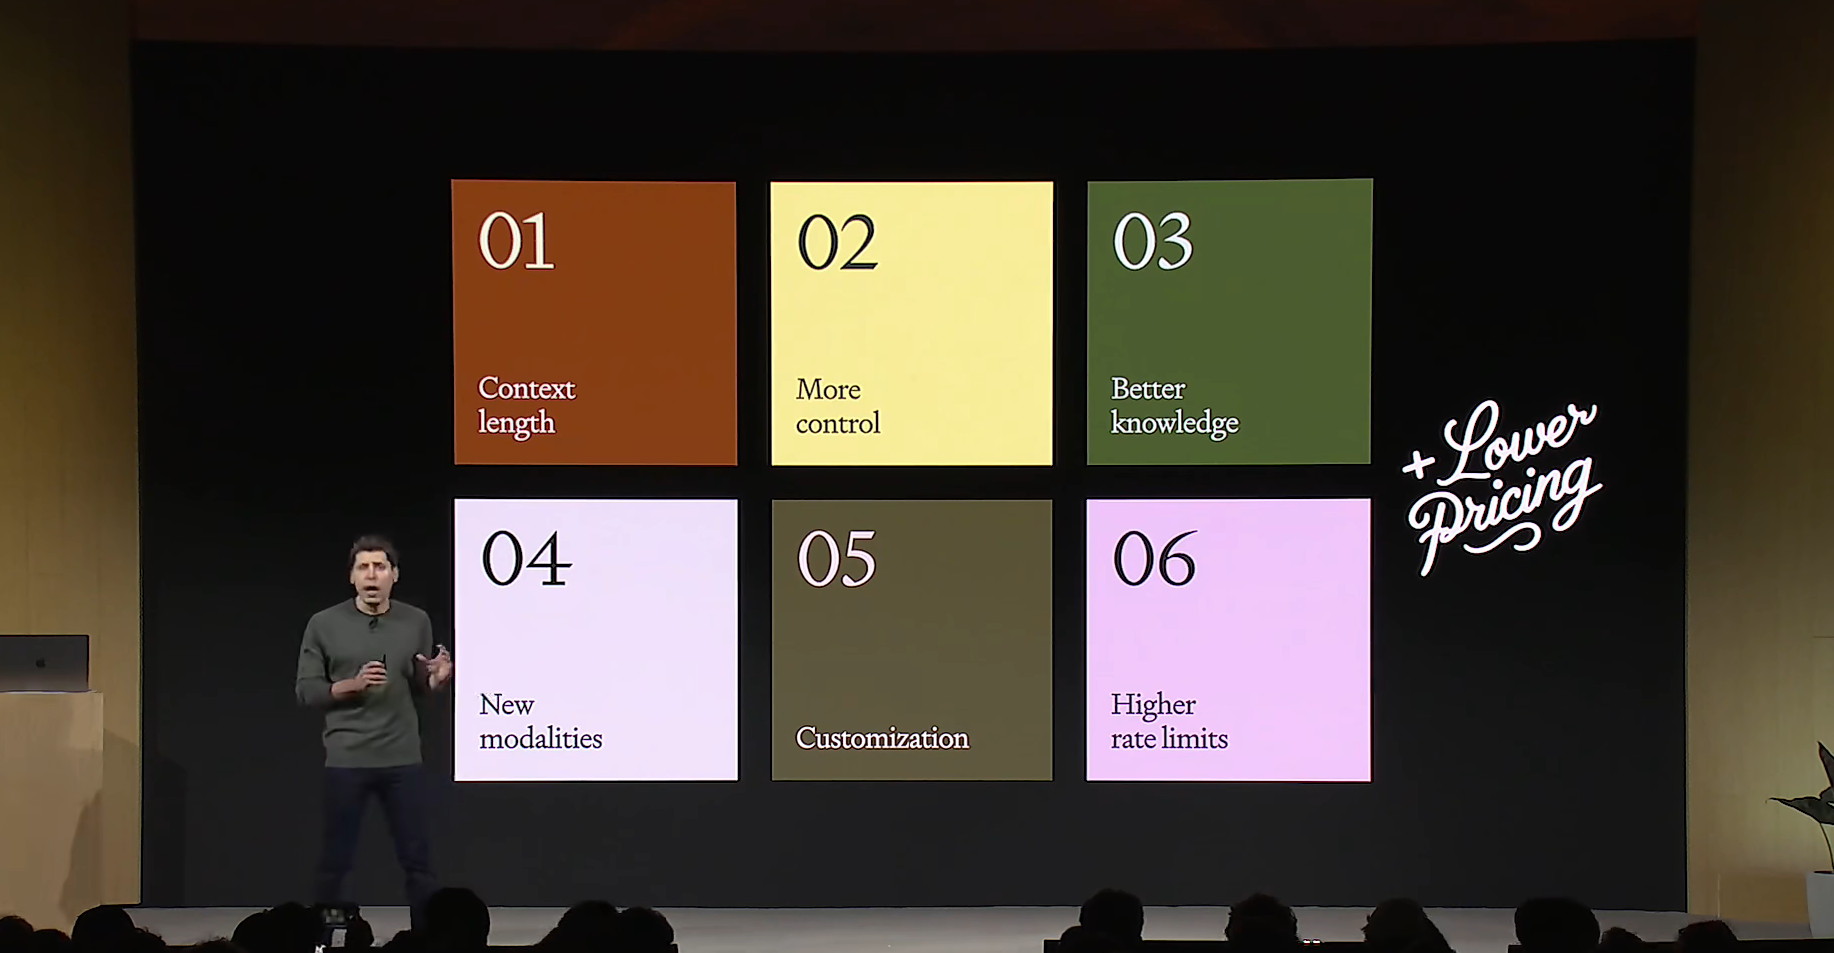 01
Context
length
02
More
control
03
Better
knowledge
04
New
modalities
05
Customization
06
Higher
rate limits
+ Lower
Pricing